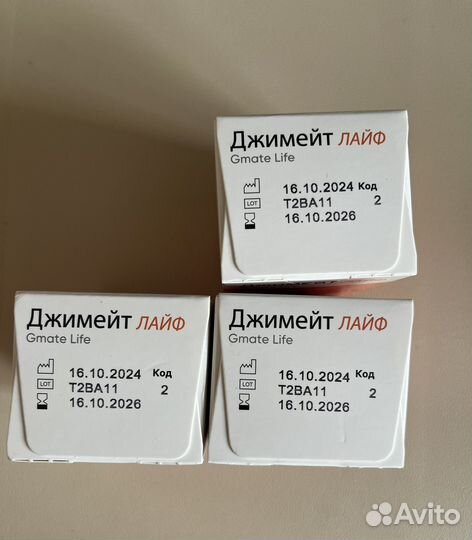 Джимейт ЛАЙФ
Gmate Life
16.10.2024 Код
LOT T2BA11 2
16.10.2026
Джимейт ЛАЙФ
Gmate Life
16.10.2024 Код
LOT T2BA11 2
16.10.2026
Джимейт ЛАЙФ
Gmate Life
16.10.2024 Код
LOT T2BA11 2
16.10.2026
Avito